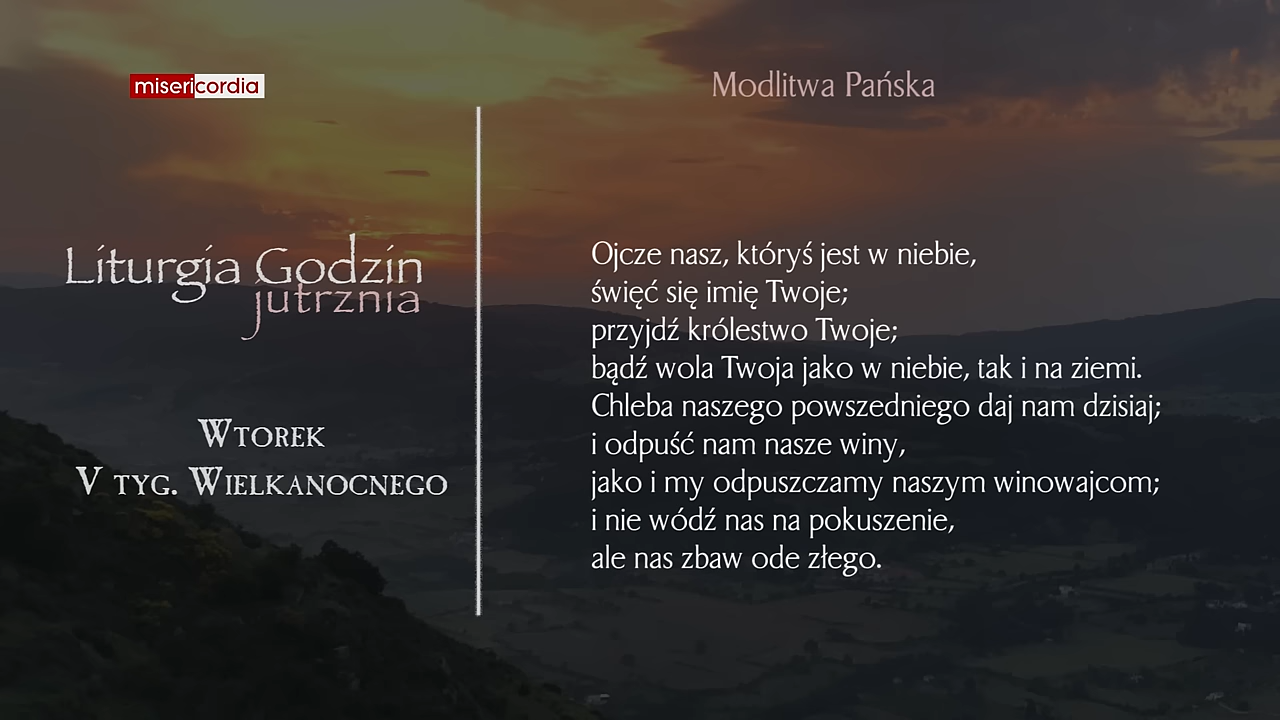 misericordia
Liturgia Godzin
jutrznia
Wtorek
V tyg. Wielkanocnego
Modlitwa Pańska
Ojcze nasz, któryś jest w niebie,
święć się imię Twoje;
przyjdź królestwo Twoje;
bądź wola Twoja jako w niebie, tak i na ziemi.
Chleba naszego powszedniego daj nam dzisiaj;
i odpuść nam nasze winy,
jako i my odpuszczamy naszym winowajcom;
i nie wódź nas na pokuszenie,
ale nas zbaw ode złego.